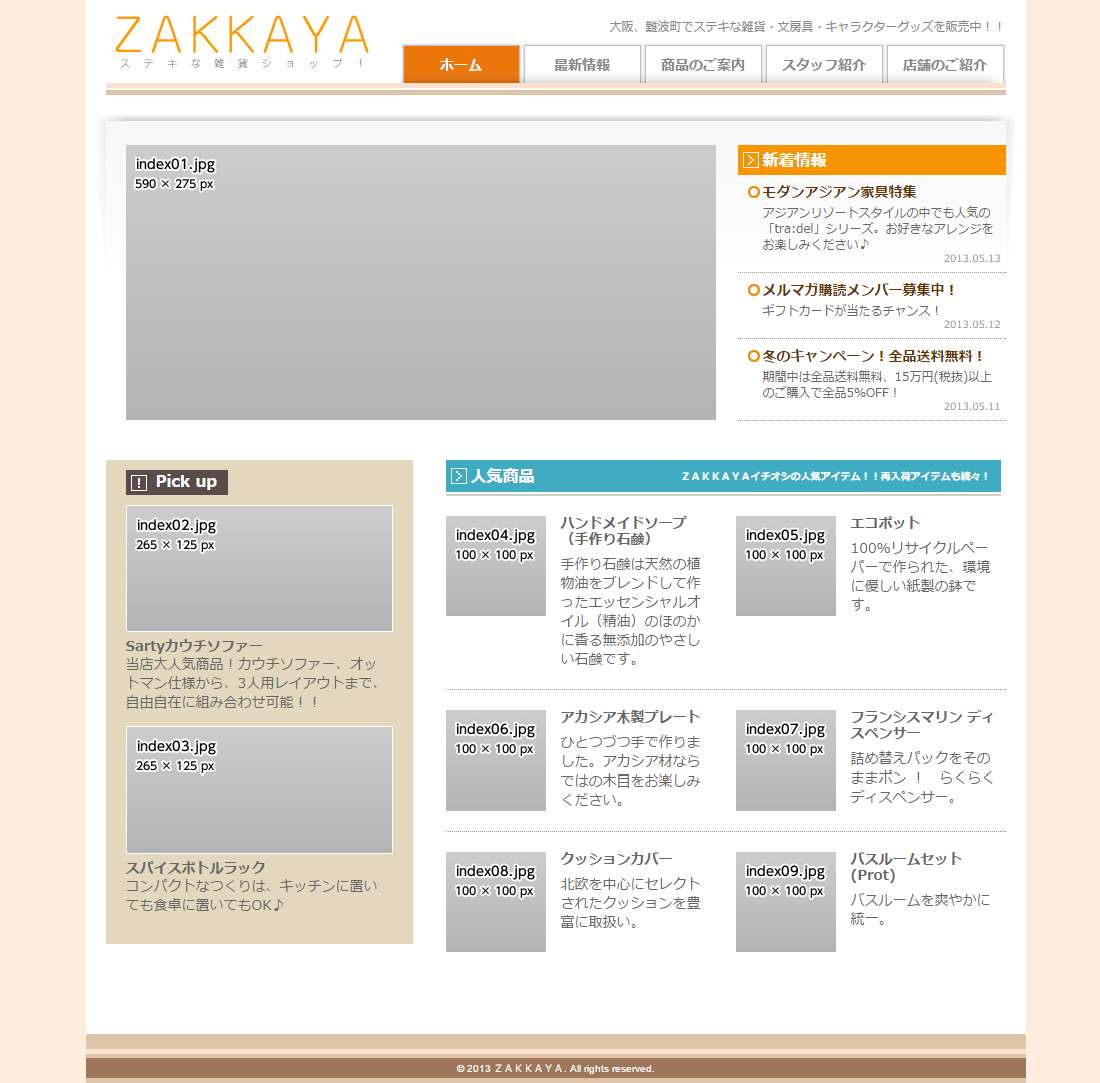 ZAKKAYA
ステキな雑貨ショップ!
大阪、難波町でステキな雑貨・文房具・キャラクターグッズを販売中！！
ホーム
最新情報
商品のご案内
スタッフ紹介
店舗のご紹介
index01.jpg
590 × 275 px
新着情報
モダンアジアン家具特集
アジアンリゾートスタイルの中でも人気の
「tra:del」シリーズ。お好きなアレンジを
お楽しみください♪
2013.05.13
メルマガ購読メンバー募集中！
ギフトカードが当たるチャンス！
2013.05.12
冬のキャンペーン！全品送料無料！
期間中は全品送料無料、15万円(税抜)以上
のご購入で全品5%OFF！
2013.05.11
Pick up
index02.jpg
265 × 125 px
Sartyカウチソファー
当店大人気商品！カウチソファー、オッ
トマン仕様から、3人用レイアウトまで、
自由自在に組み合わせ可能！！
index03.jpg
265 × 125 px
スパイスボトルラック
コンパクトなつくりは、キッチンに置い
ても食卓に置いてもOK♪
人気商品
ZAKKAYAイチオシの人気アイテム！！再入荷アイテムも続々！
index04.jpg
100 × 100 px
ハンドメイドソープ
（手作り石鹸）
手作り石鹸は天然の植
物油をブレンドして作
ったエッセンシャルオ
イル（精油）のほのか
に香る無添加のやさし
い石鹸です。
index05.jpg
100 × 100 px
エコポット
100%リサイクルペー
パーで作られた、環境
に優しい紙製の鉢で
す。
index06.jpg
100 × 100 px
アカシア木製プレート
ひとつづつ手で作りま
した。アカシア材なら
ではの木目をお楽しみ
ください。
index07.jpg
100 × 100 px
フランシスマリン ディ
スペンサー
詰め替えパックをその
ままポン ！　らくらく
ディスペンサー。
index08.jpg
100 × 100 px
クッションカバー
北欧を中心にセレクト
されたクッションを豊
富に取扱い。
index09.jpg
100 × 100 px
バスルームセット
(Prot)
バスルームを爽やかに
統一。
© 2013 ZAKKAYA. All rights reserved.